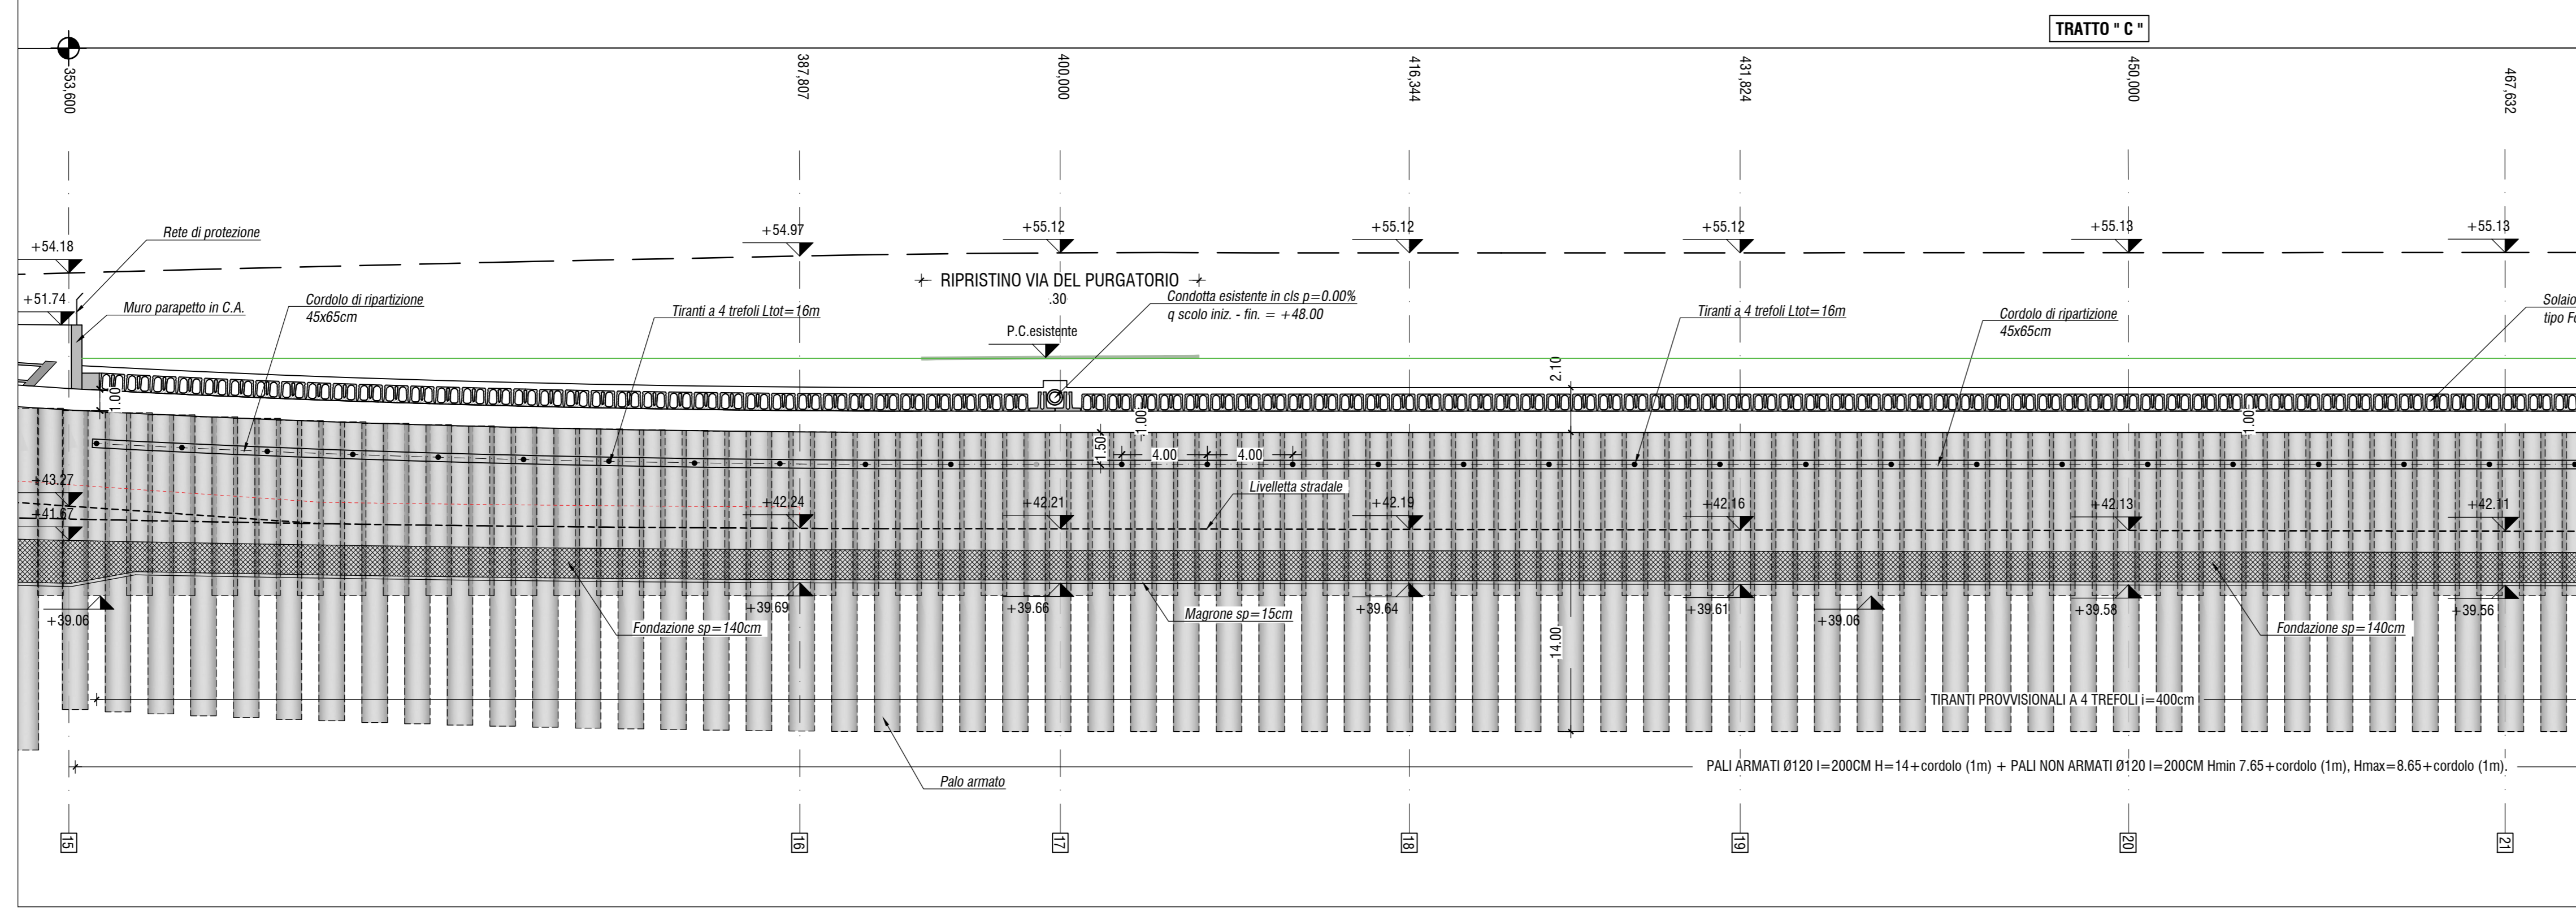 TRATTO " C "
353,600
387,807
400,000
416,344
431,824
450,000
467,632
+54.18
+54.97
+55.12
+55.12
+55.12
+55.13
+55.13
Rete di protezione
+51.74
Muro parapetto in C.A.
Cordolo di ripartizione
45x65cm
Tiranti a 4 trefoli Ltot=16m
RIPRISTINO VIA DEL PURGATORIO
.30
Condotta esistente in cls p=0.00%
q scolo iniz. - fin. = +48.00
P.C.esistente
Tiranti a 4 trefoli Ltot=16m
Cordolo di ripartizione
45x65cm
Solaio
tipo
2.10
1.00
1.00
1.00
1.50
4.00
4.00
Livelletta stradale
+43.27
+41.67
+42.24
+42.21
+42.19
+42.16
+42.13
+42.11
+39.06
+39.69
+39.66
+39.64
+39.61
+39.06
+39.58
+39.56
Fondazione sp=140cm
Magrone sp=15cm
14.00
Fondazione sp=140cm
TIRANTI PROVVISIONALI A 4 TREFOLI i=400cm
PALI ARMATI Ø120 I=200CM H=14+cordolo (1m) + PALI NON ARMATI Ø120 I=200CM Hmin 7.65+cordolo (1m), Hmax=8.65+cordolo (1m).
Palo armato
15
16
17
18
19
20
21